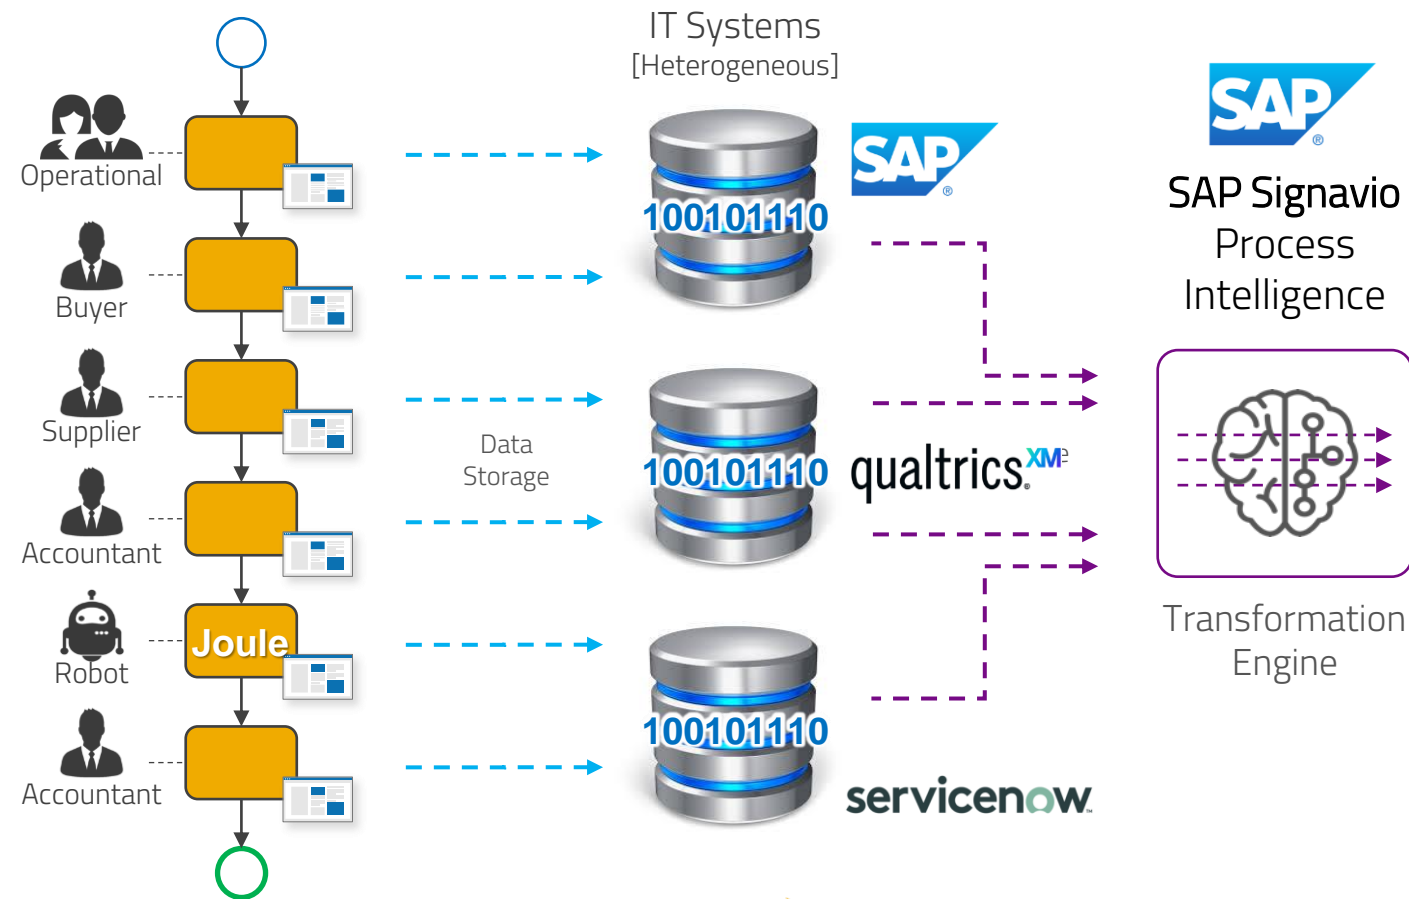 IT Systems
[Heterogeneous]
Operational
Buyer
Supplier
Accountant
Joule
Robot
Accountant
Data
Storage
100101110
SAP
®
100101110
qualtrics.XM
100101110
servicenow
SAP
®
SAP Signavio
Process
Intelligence
Transformation
Engine